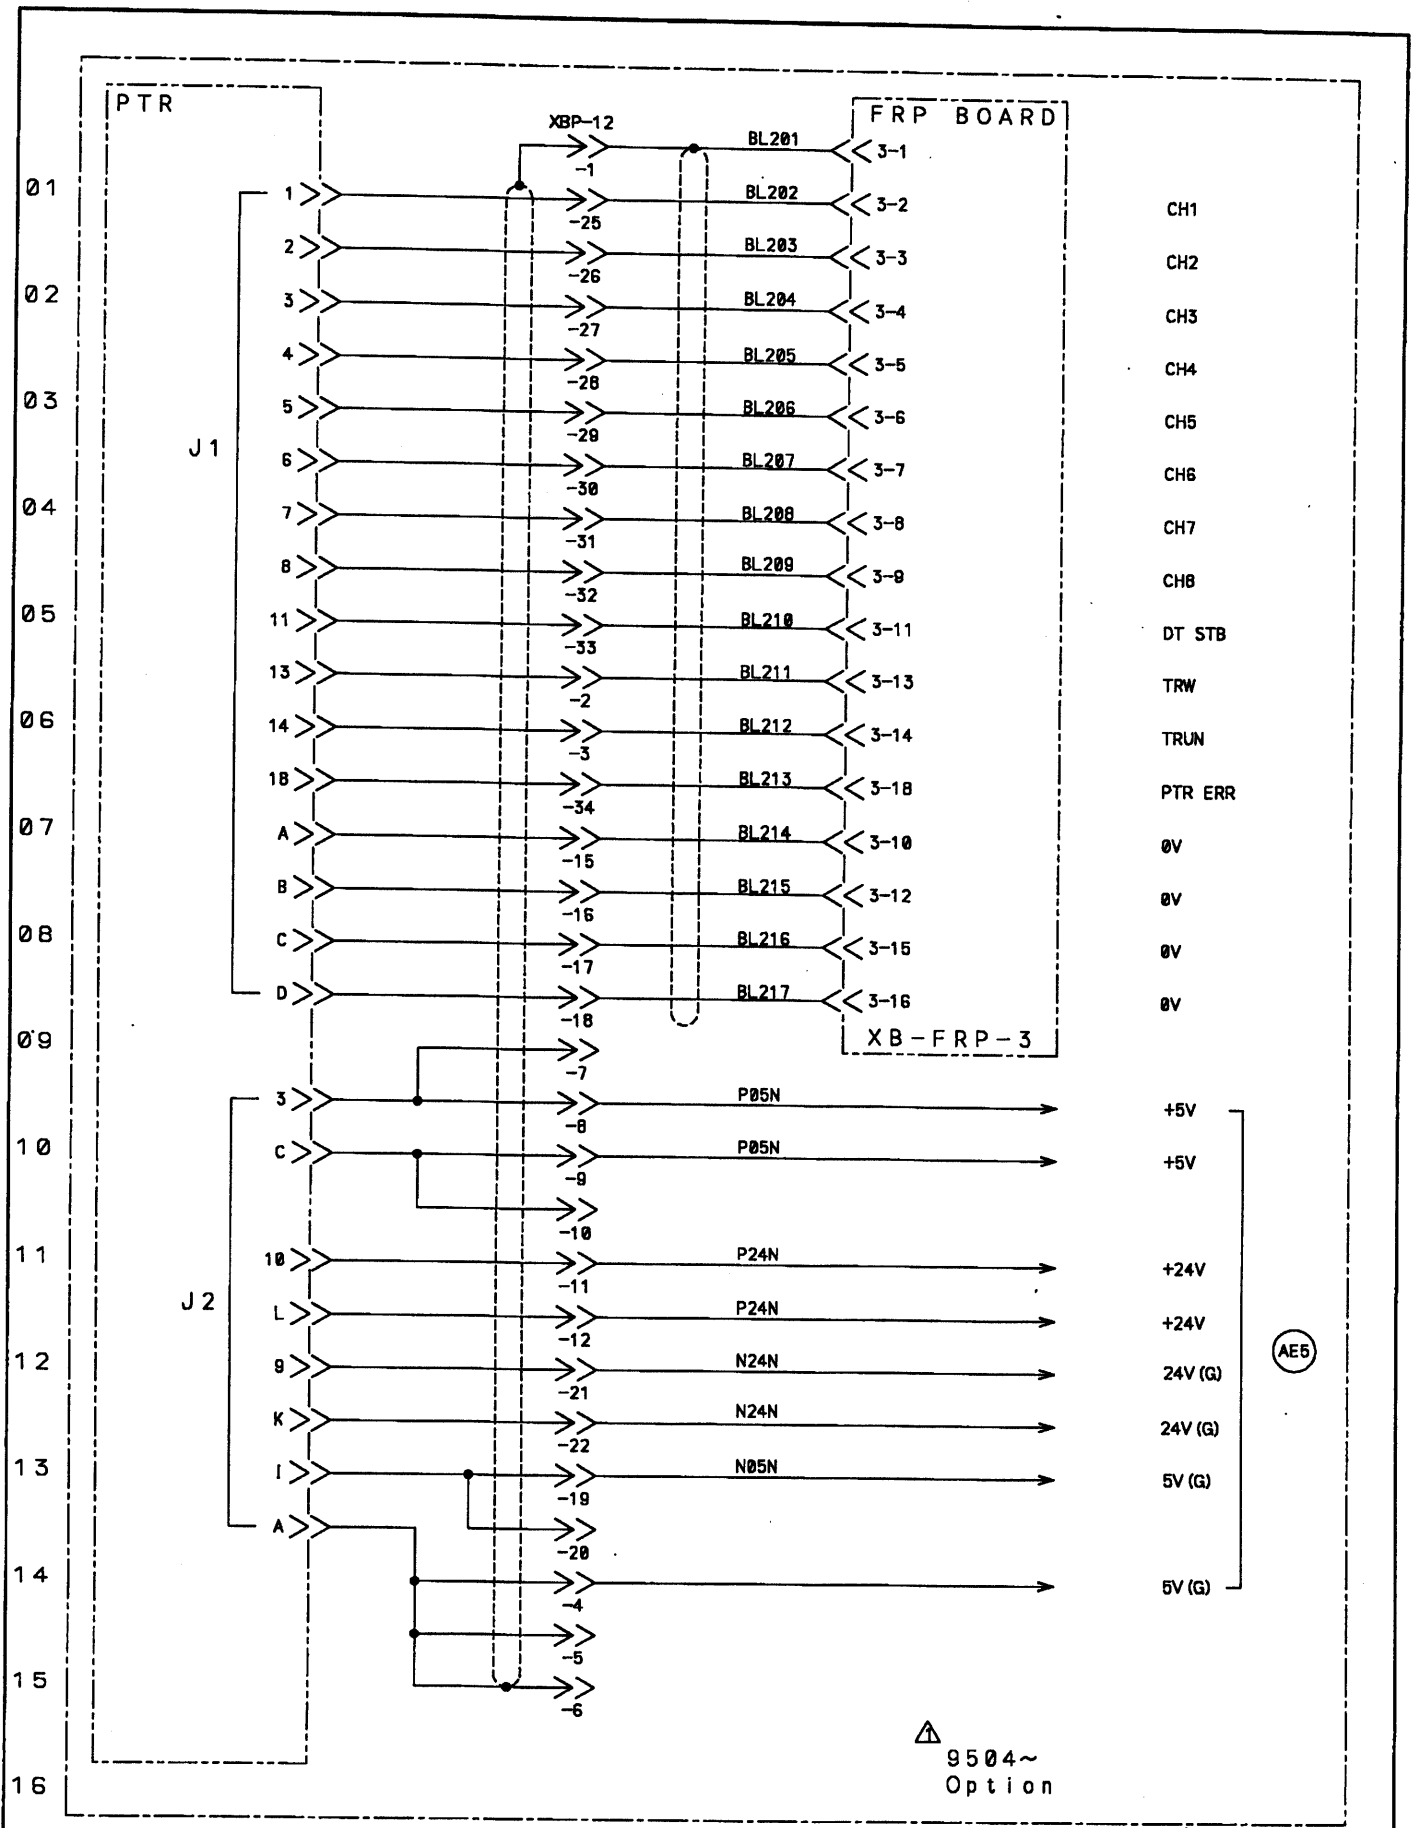 PTR
FRP BOARD
XBP-12
-1 BL201 3-1
01
1 -25 BL202 3-2 CH1
2 -26 BL203 3-3 CH2
02
3 -27 BL204 3-4 CH3
4 -28 BL205 3-5 CH4
03
5 -29 BL206 3-6 CH5
J1
6 -30 BL207 3-7 CH6
04
7 -31 BL208 3-8 CH7
8 -32 BL209 3-9 CH8
05
11 -33 BL210 3-11 DT STB
13 -2 BL211 3-13 TRW
06
14 -3 BL212 3-14 TRUN
18 -34 BL213 3-18 PTR ERR
07
A -15 BL214 3-10 0V
B -16 BL215 3-12 0V
08
C -17 BL216 3-15 0V
D -18 BL217 3-16 0V
09
XB-FRP-3
-7
3 -8 P05N +5V
10
C -9 P05N +5V
-10
11
10 -11 P24N +24V
J2
L -12 P24N +24V
12
9 -21 N24N 24V(G)
AE5
K -22 N24N 24V(G)
13
I -19 N05N 5V(G)
A
-20
14
-4 5V(G)
-5
15
-6
1
9504~
Option
16